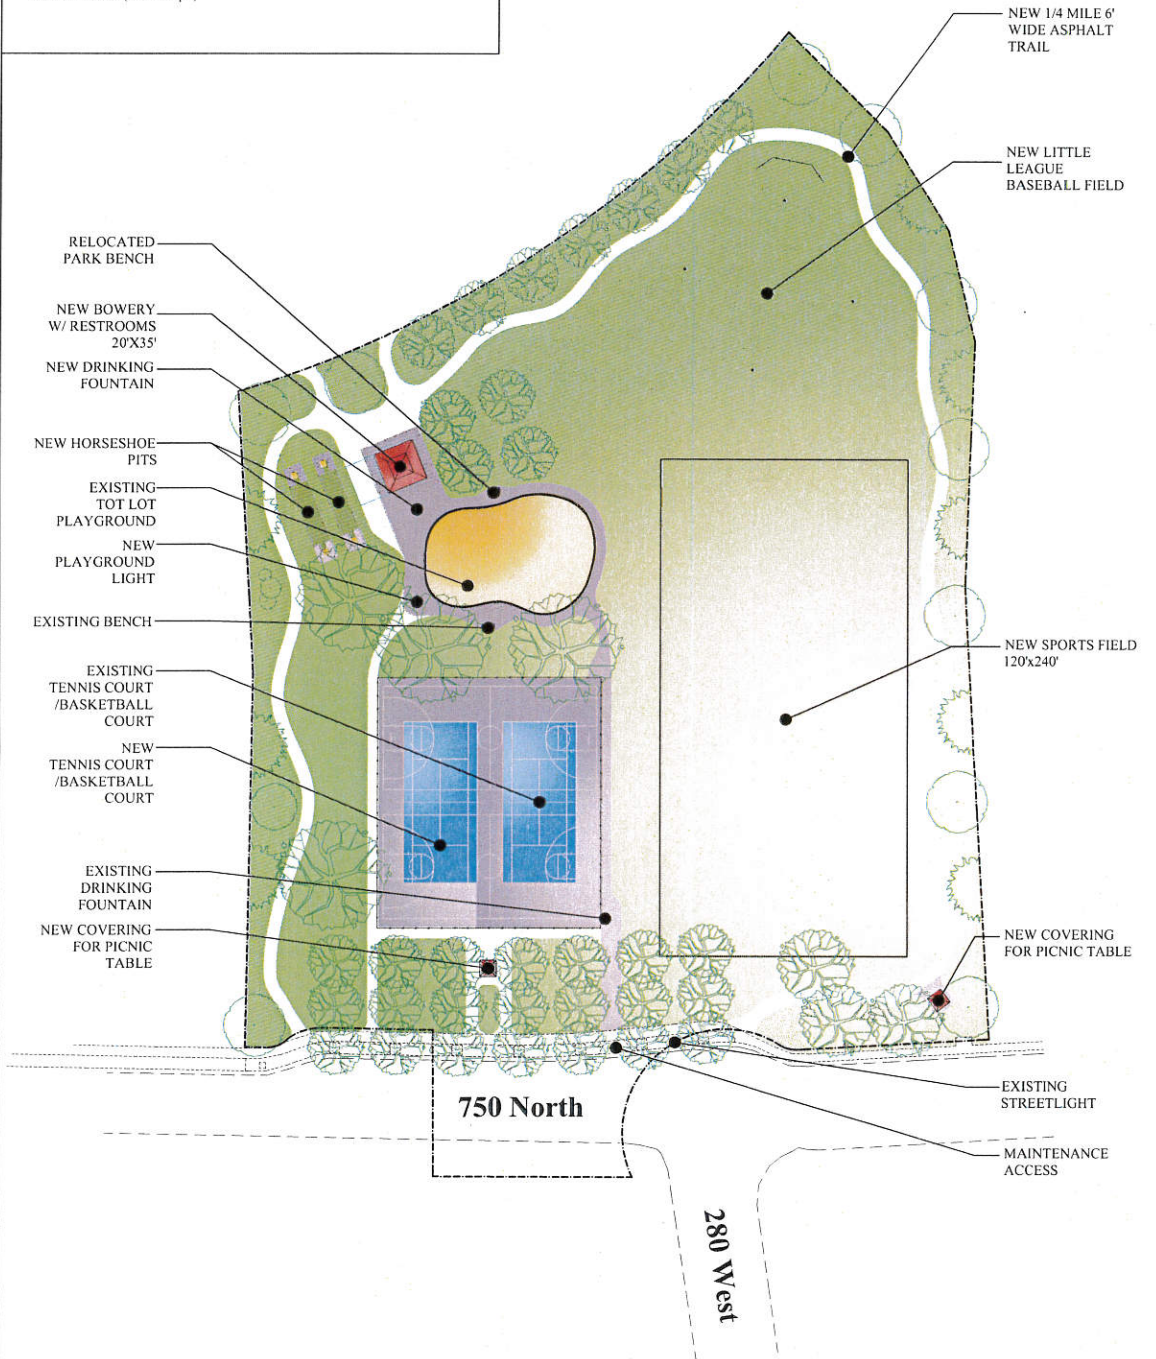 NEW 1/4 MILE 6'
WIDE ASPHALT
TRAIL
NEW LITTLE
LEAGUE
BASEBALL FIELD
RELOCATED
PARK BENCH
NEW BOWERY
W/ RESTROOMS
20'X35'
NEW DRINKING
FOUNTAIN
NEW HORSESHOE
PITS
EXISTING
TOT LOT
PLAYGROUND
NEW
PLAYGROUND
LIGHT
EXISTING BENCH
EXISTING
TENNIS COURT
/BASKETBALL
COURT
NEW
TENNIS COURT
/BASKETBALL
COURT
EXISTING
DRINKING
FOUNTAIN
NEW COVERING
FOR PICNIC
TABLE
NEW SPORTS FIELD
120'x240'
NEW COVERING
FOR PICNIC TABLE
EXISTING
STREETLIGHT
MAINTENANCE
ACCESS
750 North
280 West